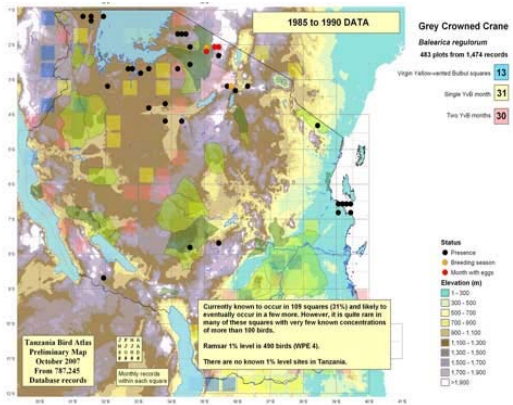 1985 to 1990 DATA
Grey Crowned Crane
Balearica regulorum
483 plots from 1,474 records
Virgin Yellow-vented Bulbul squares 13
Single YvB month 31
Two YvB months 30
Status
Presence
Breeding season
Month with eggs
Elevation (m)
1 - 300
300 - 500
500 - 700
700 - 900
900 - 1,100
1,100 - 1,300
1,300 - 1,500
1,500 - 1,700
1,700 - 1,900
>1,900
Currently known to occur in 109 squares (31%) and likely to
eventually occur in a few more. However, it is quite rare in
many of these squares with very few known concentrations
of more than 100 birds.
Ramsar 1% level is 490 birds (WPE 4).
There are no known 1% level sites in Tanzania.
Tanzania Bird Atlas
Preliminary Map
October 2007
From 787,245
Database records
J F M A
M J J A
S O N D
Monthly records
within each square